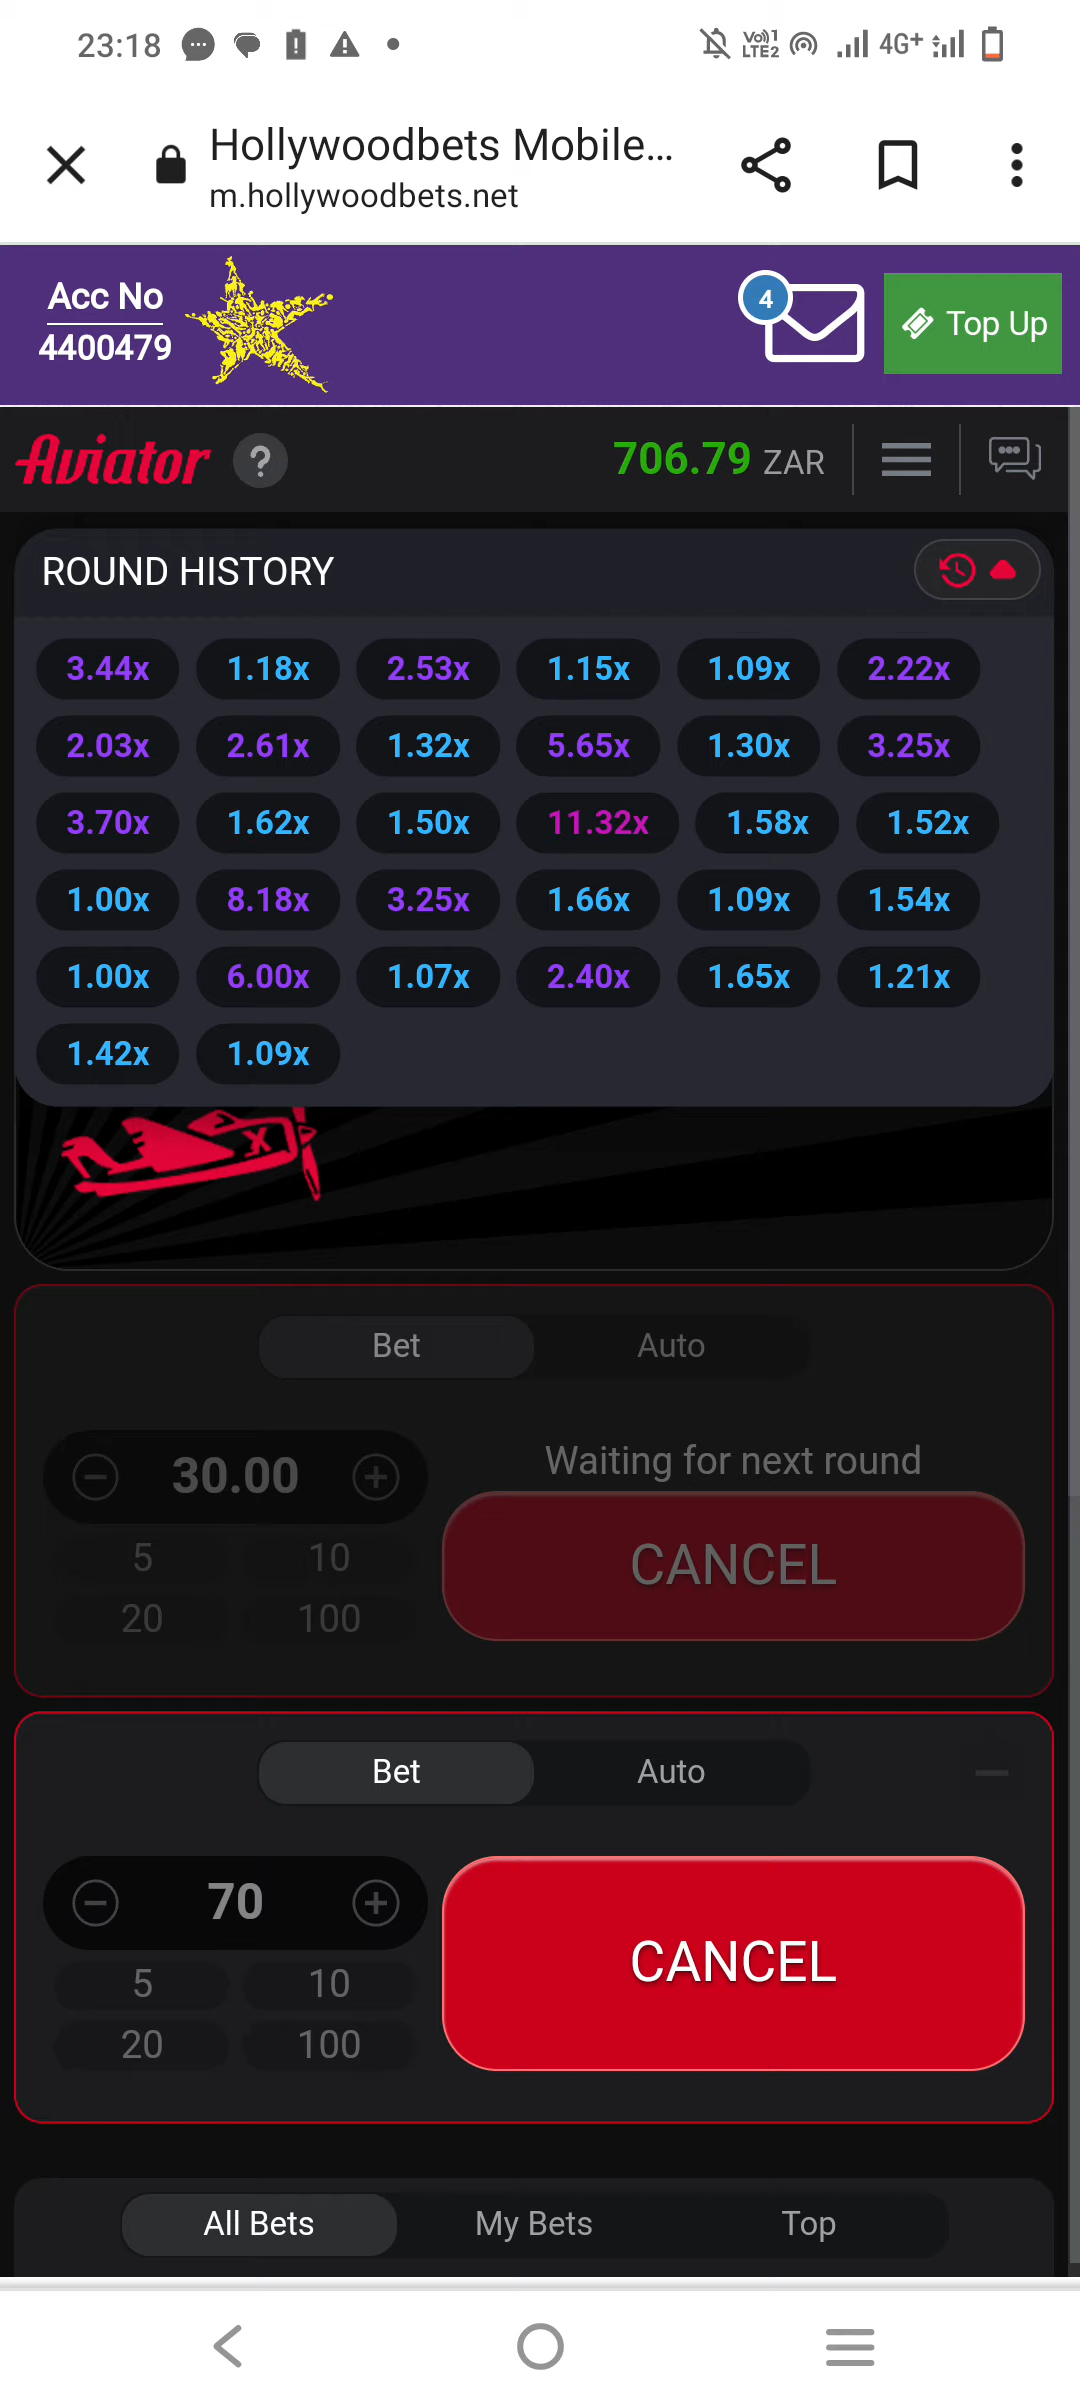 23:18 Vo))1 LTE2 4G+
Hollywoodbets Mobile...
m.hollywoodbets.net
Acc No
4400479
4
Top Up
Aviator ? 706.79 ZAR
ROUND HISTORY
3.44x 1.18x 2.53x 1.15x 1.09x 2.22x
2.03x 2.61x 1.32x 5.65x 1.30x 3.25x
3.70x 1.62x 1.50x 11.32x 1.58x 1.52x
1.00x 8.18x 3.25x 1.66x 1.09x 1.54x
1.00x 6.00x 1.07x 2.40x 1.65x 1.21x
1.42x 1.09x
X
Bet Auto
30.00
Waiting for next round
5 10
20 100
CANCEL
Bet Auto
70
5 10
20 100
CANCEL
All Bets My Bets Top